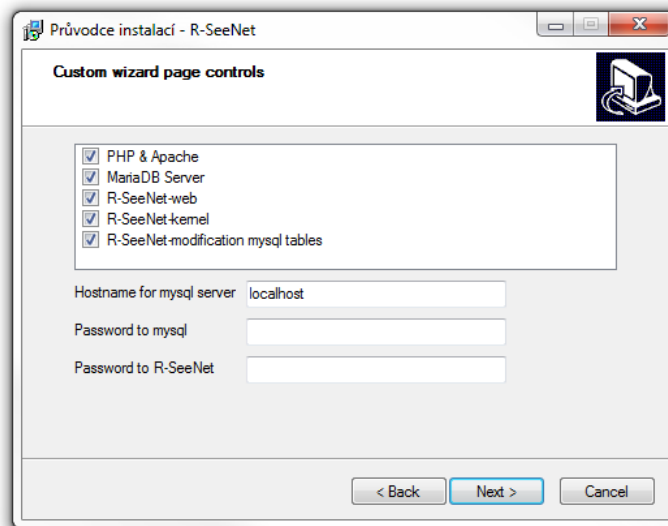 Průvodce instalací - R-SeeNet
Custom wizard page controls
PHP & Apache
MariaDB Server
R-SeeNet-web
R-SeeNet-kernel
R-SeeNet-modification mysql tables
Hostname for mysql server localhost
Password to mysql
Password to R-SeeNet
< Back Next > Cancel